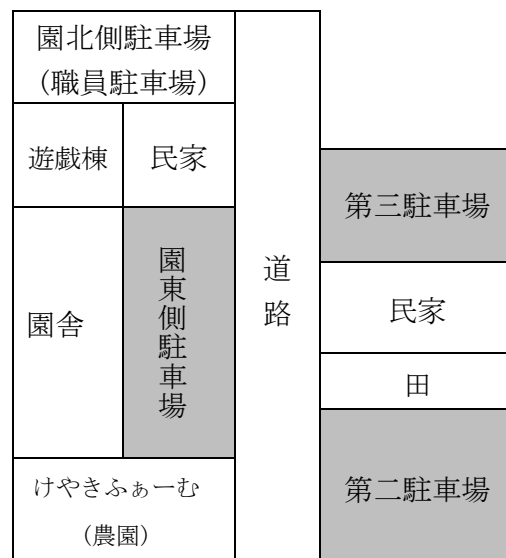 園北側駐車場
（職員駐車場）
遊戯棟
民家
園舎
園東側駐車場
けやきふぁーむ
（農園）
道路
第三駐車場
民家
田
第二駐車場